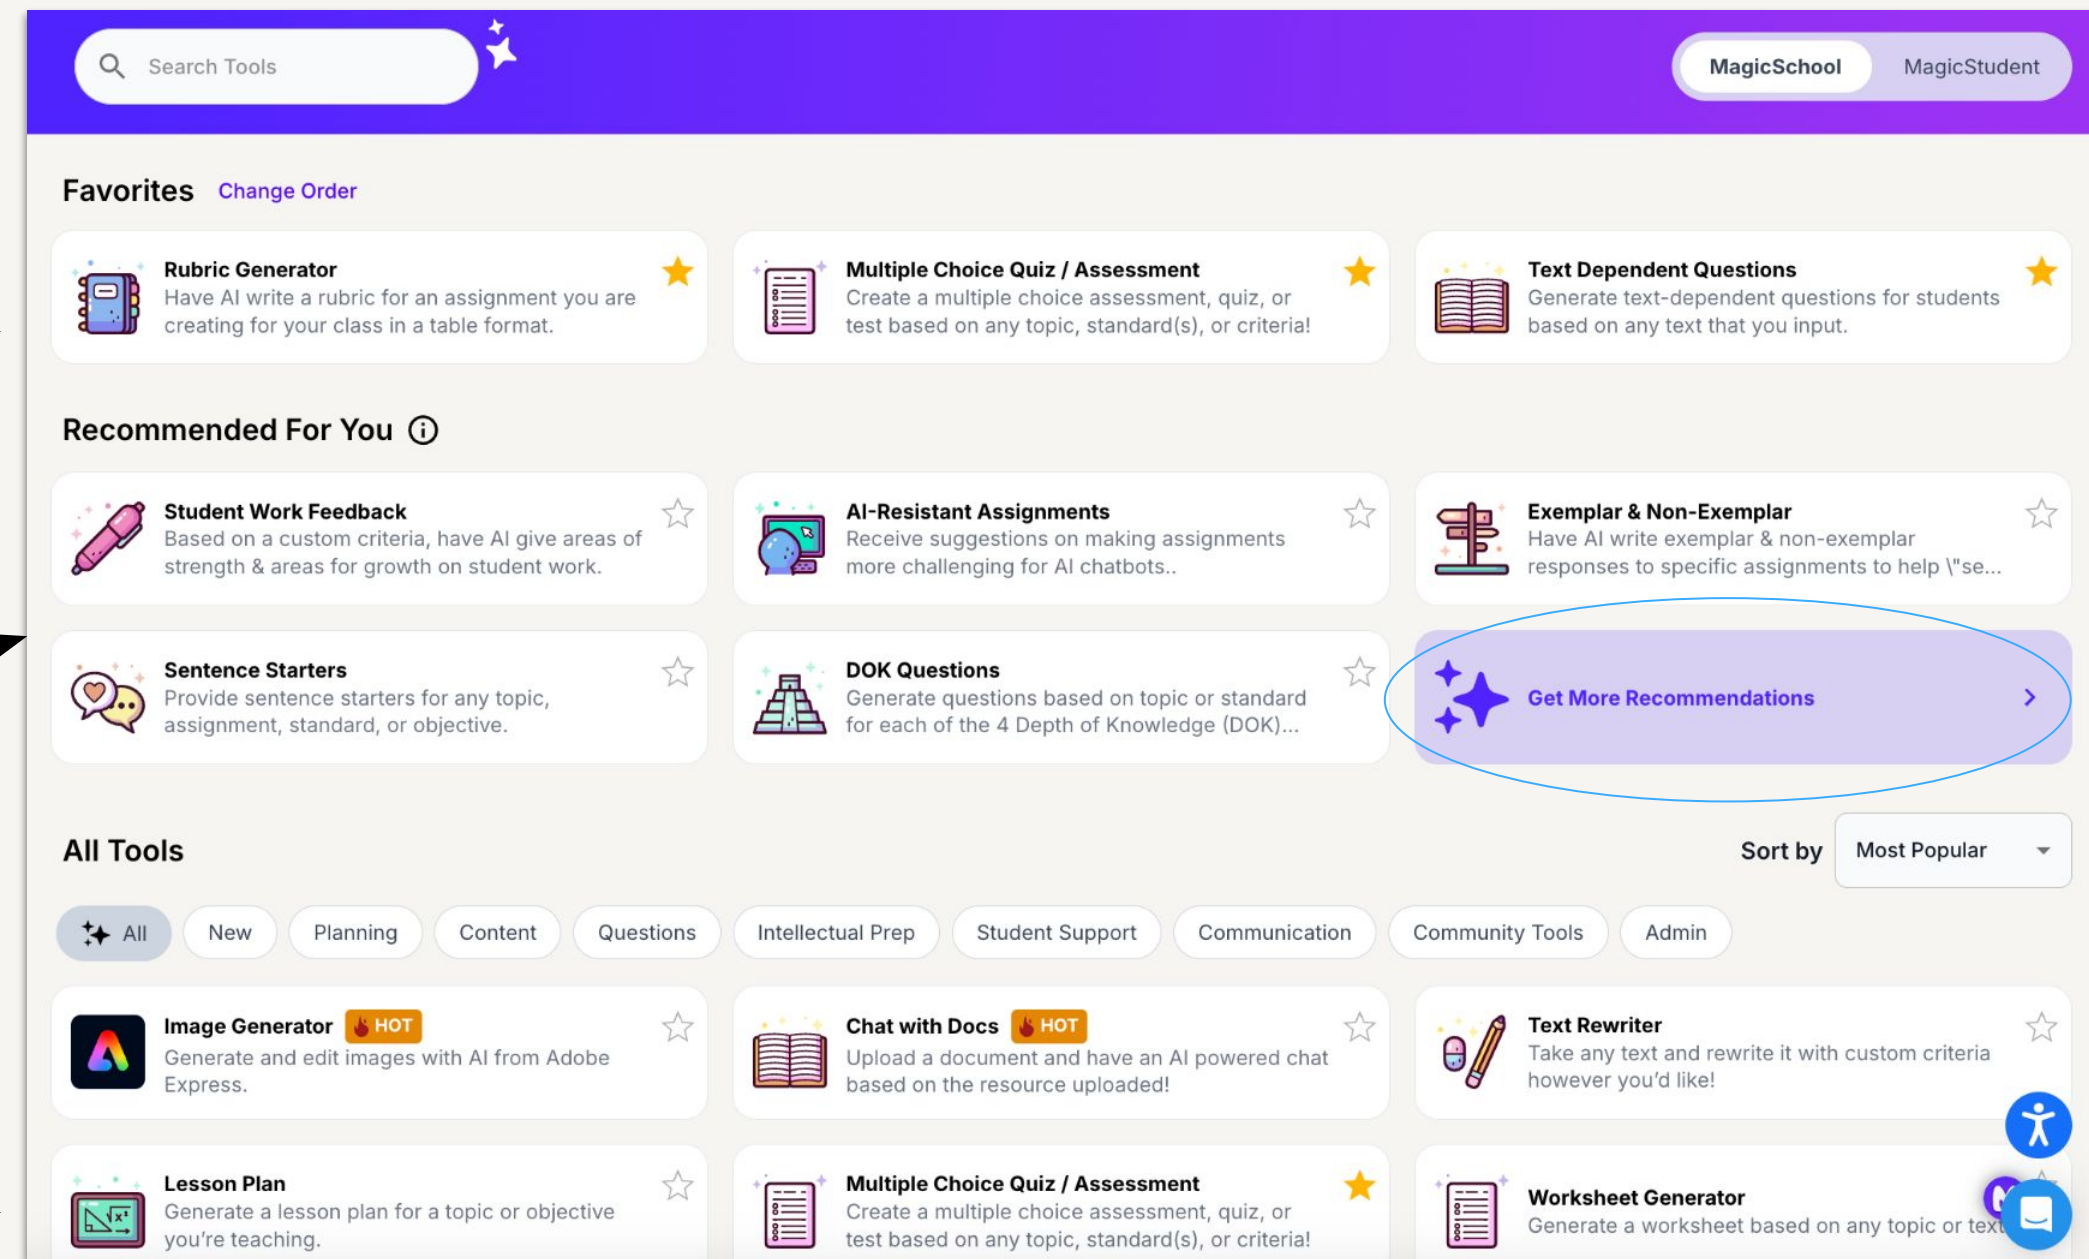 Search Tools
MagicSchool
MagicStudent
Favorites Change Order
Rubric Generator
Have AI write a rubric for an assignment you are
creating for your class in a table format.
Multiple Choice Quiz / Assessment
Create a multiple choice assessment, quiz, or
test based on any topic, standard(s), or criteria!
Text Dependent Questions
Generate text-dependent questions for students
based on any text that you input.
Recommended For You
Student Work Feedback
Based on a custom criteria, have AI give areas of
strength & areas for growth on student work.
AI-Resistant Assignments
Receive suggestions on making assignments
more challenging for AI chatbots..
Exemplar & Non-Exemplar
Have AI write exemplar & non-exemplar
responses to specific assignments to help \"se...
Sentence Starters
Provide sentence starters for any topic,
assignment, standard, or objective.
DOK Questions
Generate questions based on topic or standard
for each of the 4 Depth of Knowledge (DOK)...
Get More Recommendations
All Tools
Sort by
Most Popular
All
New
Planning
Content
Questions
Intellectual Prep
Student Support
Communication
Community Tools
Admin
Image Generator HOT
Generate and edit images with AI from Adobe
Express.
Chat with Docs HOT
Upload a document and have an AI powered chat
based on the resource uploaded!
Text Rewriter
Take any text and rewrite it with custom criteria
however you'd like!
Lesson Plan
Generate a lesson plan for a topic or objective
you're teaching.
Multiple Choice Quiz / Assessment
Create a multiple choice assessment, quiz, or
test based on any topic, standard(s), or criteria!
Worksheet Generator
Generate a worksheet based on any topic or text